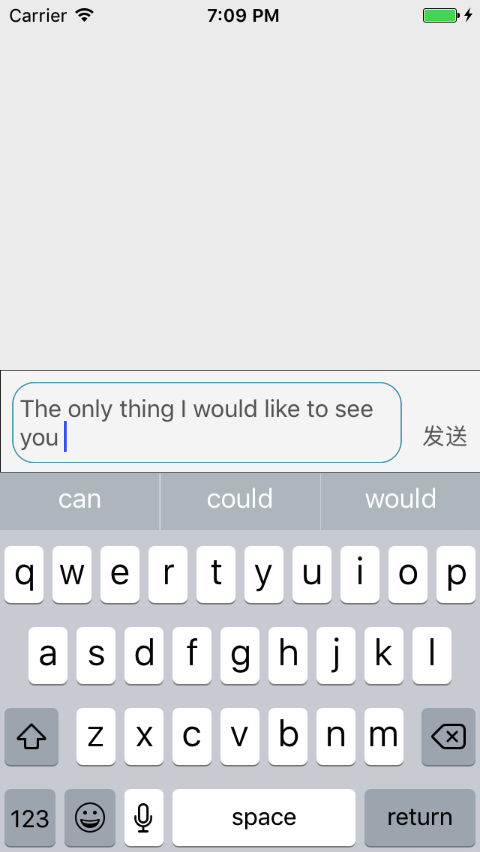 Carrier 7:09 PM
The only thing I would like to see
you
发送
can could would
q w e r t y u i o p
a s d f g h j k l
z x c v b n m
123 space return